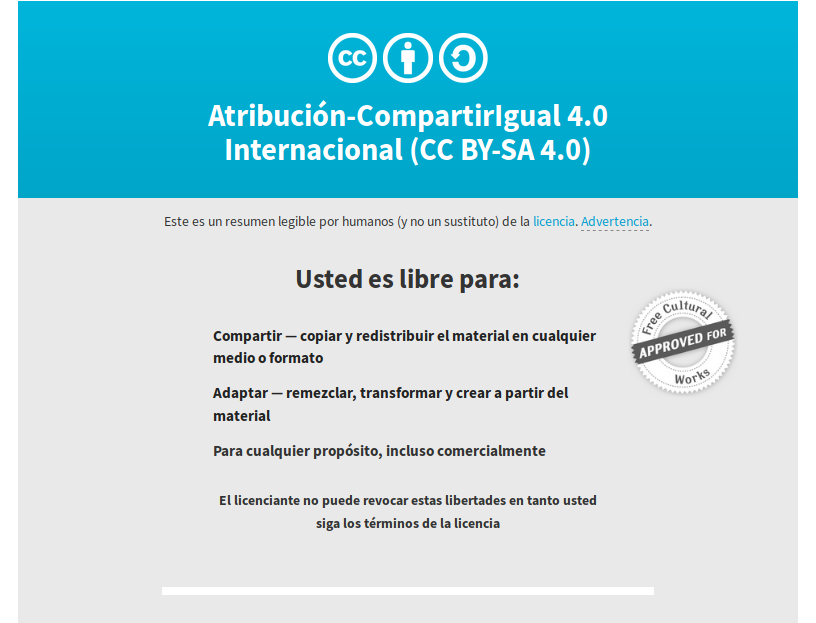 cc
Atribución-CompartirIgual 4.0
Internacional (CC BY-SA 4.0)
Este es un resumen legible por humanos (y no un sustituto) de la licencia. Advertencia.
Usted es libre para:
Free Cultural
APPROVED FOR
Works
Compartir — copiar y redistribuir el material en cualquier
medio o formato
Adaptar — remezclar, transformar y crear a partir del
material
Para cualquier propósito, incluso comercialmente
El licenciante no puede revocar estas libertades en tanto usted
siga los términos de la licencia